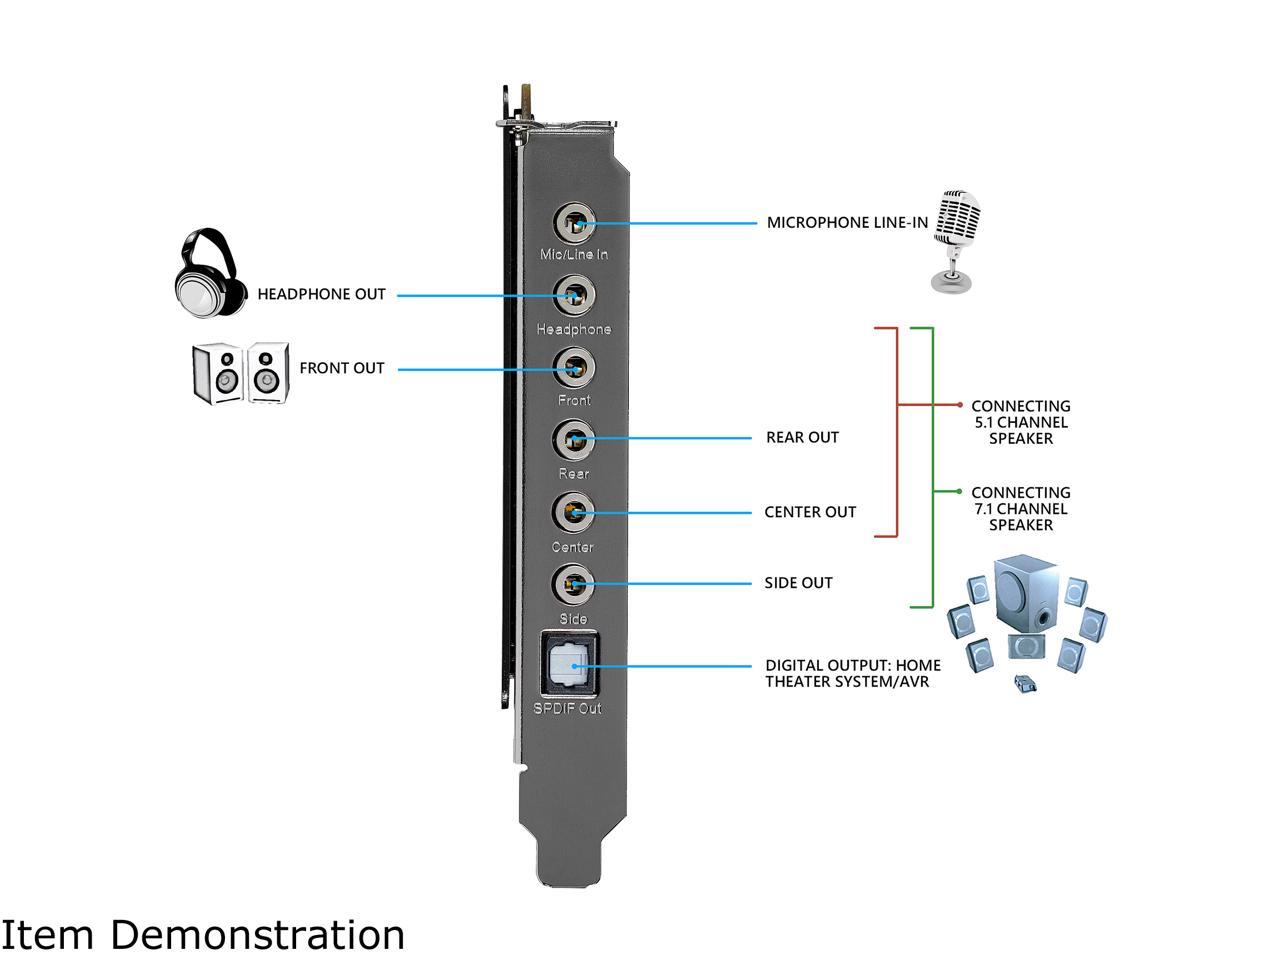 MICROPHONE LINE-IN
Mic/Line In
HEADPHONE OUT
Headphone
FRONT OUT
Front
CONNECTING
5.1 CHANNEL
SPEAKER
REAR OUT
Rear
CONNECTING
7.1 CHANNEL
SPEAKER
CENTER OUT
Center
SIDE OUT
Side
DIGITAL OUTPUT: HOME
THEATER SYSTEM/AVR
SPDIF Out
Item Demonstration